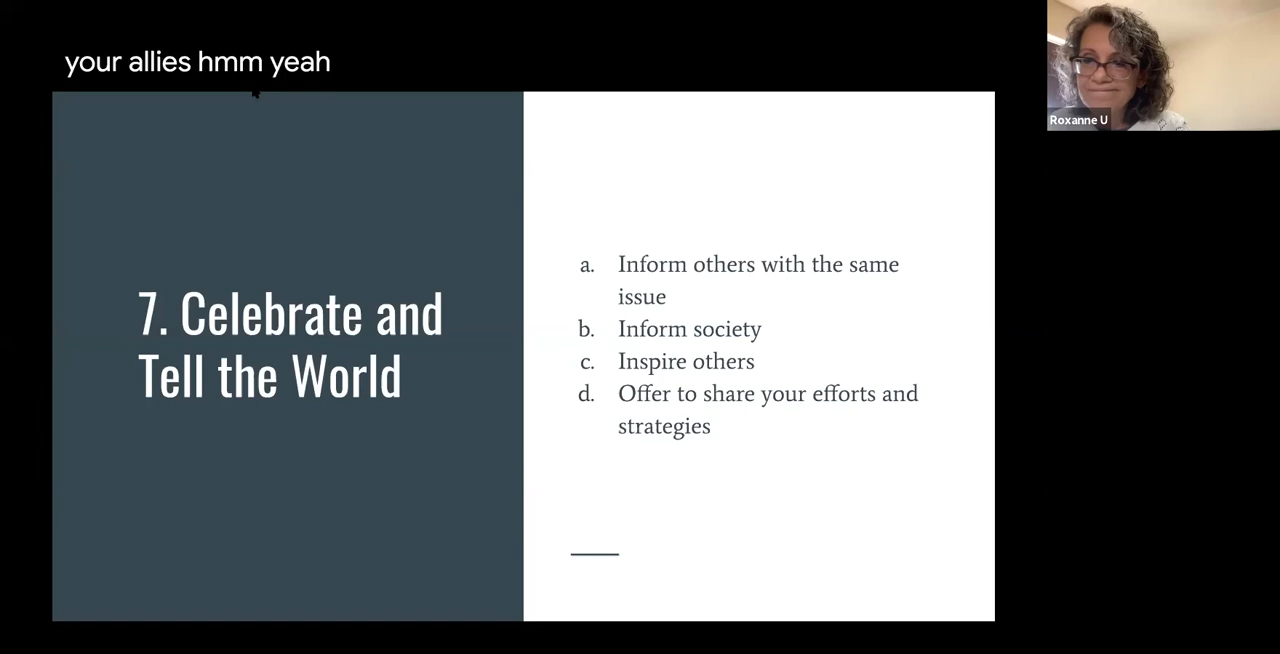 your allies hmm yeah
Roxanne U
7. Celebrate and
Tell the World
a. Inform others with the same
issue
b. Inform society
c. Inspire others
d. Offer to share your efforts and
strategies